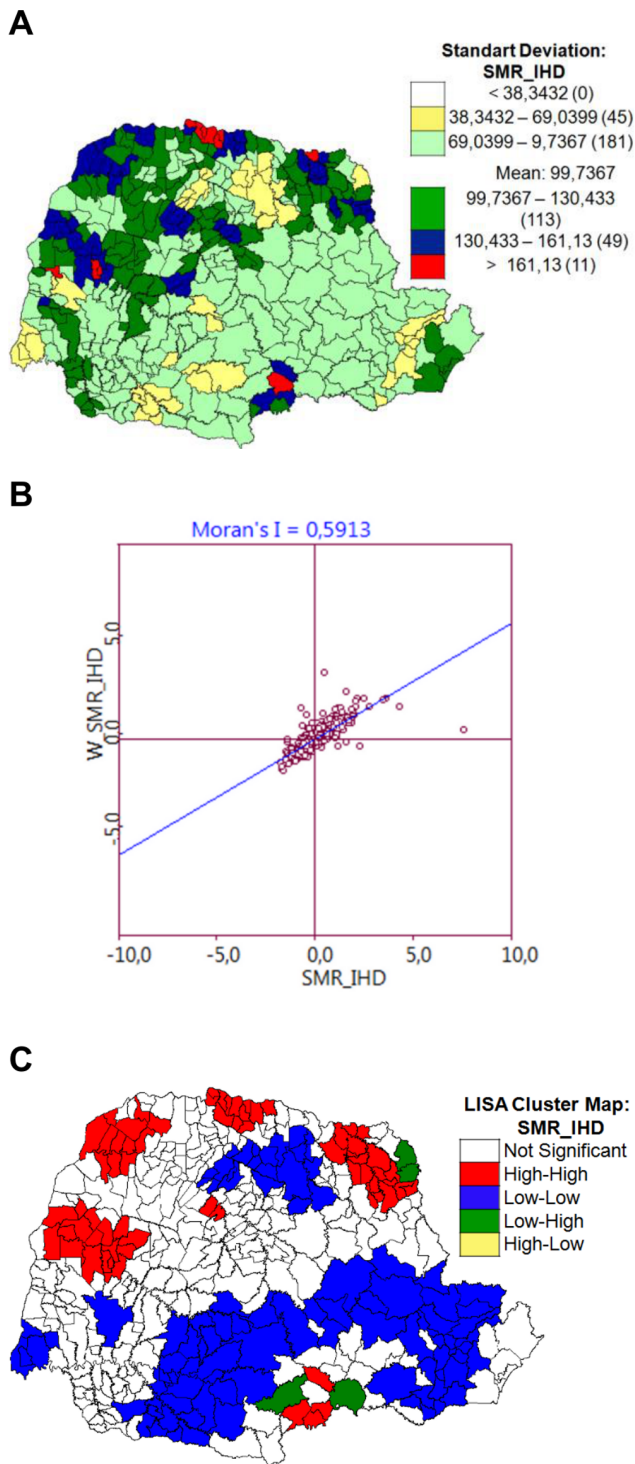 A
Standart Deviation:
SMR_IHD
< 38,3432 (0)
38,3432 – 69,0399 (45)
69,0399 – 9,7367 (181)
Mean: 99,7367
99,7367 – 130,433
(113)
130,433 – 161,13 (49)
> 161,13 (11)
B
Moran's I = 0,5913
5,0
0,0
-5,0
W_SMR_IHD
-10,0 -5,0 0,0 5,0 10,0
SMR_IHD
C
LISA Cluster Map:
SMR_IHD
Not Significant
High-High
Low-Low
Low-High
High-Low